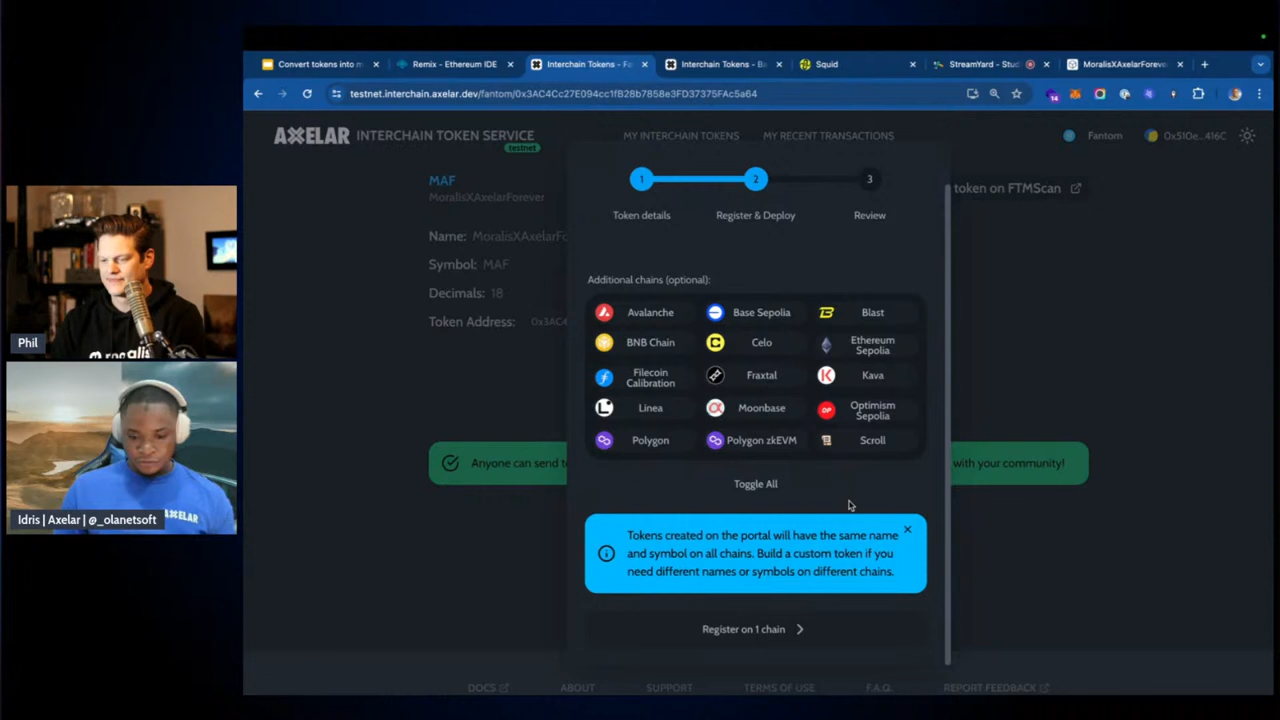 Convert tokens into m
Remix - Ethereum IDE
Interchain Tokens - Fa
Interchain Tokens - Ba
Squid
StreamYard - Stud
MoralisXAxelarForeve
testnet.interchain.axelar.dev/fantom/0x3AC4Cc27E094cc1fB28b7858e3FD37375FAc5a64
14
AXELAR INTERCHAIN TOKEN SERVICE
testnet
MY INTERCHAIN TOKENS
MY RECENT TRANSACTIONS
Fantom
0x510e...416C
MAF
MoralisXAxelarForever
Name: MoralisXAxelarFo
Symbol: MAF
Decimals: 18
Token Address: 0x3AC4
token on FTMScan
1
2
3
Token details
Register & Deploy
Review
Additional chains (optional):
Avalanche
Base Sepolia
Blast
BNB Chain
Celo
Ethereum
Sepolia
Filecoin
Calibration
Fraxtal
Kava
Linea
Moonbase
Optimism
Sepolia
Polygon
Polygon zkEVM
Scroll
Toggle All
Anyone can send to
with your community!
Tokens created on the portal will have the same name
and symbol on all chains. Build a custom token if you
need different names or symbols on different chains.
Register on 1 chain
DOCS
ABOUT
SUPPORT
TERMS OF USE
F.A.Q.
REPORT FEEDBACK
Phil
AXELAR
Idris | Axelar | @_olanetsoft